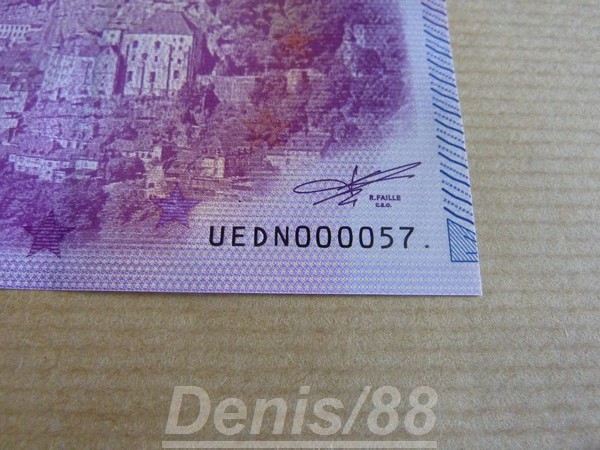 R.FAILLE
C.E.O.
UEDN000057.
Denis/88